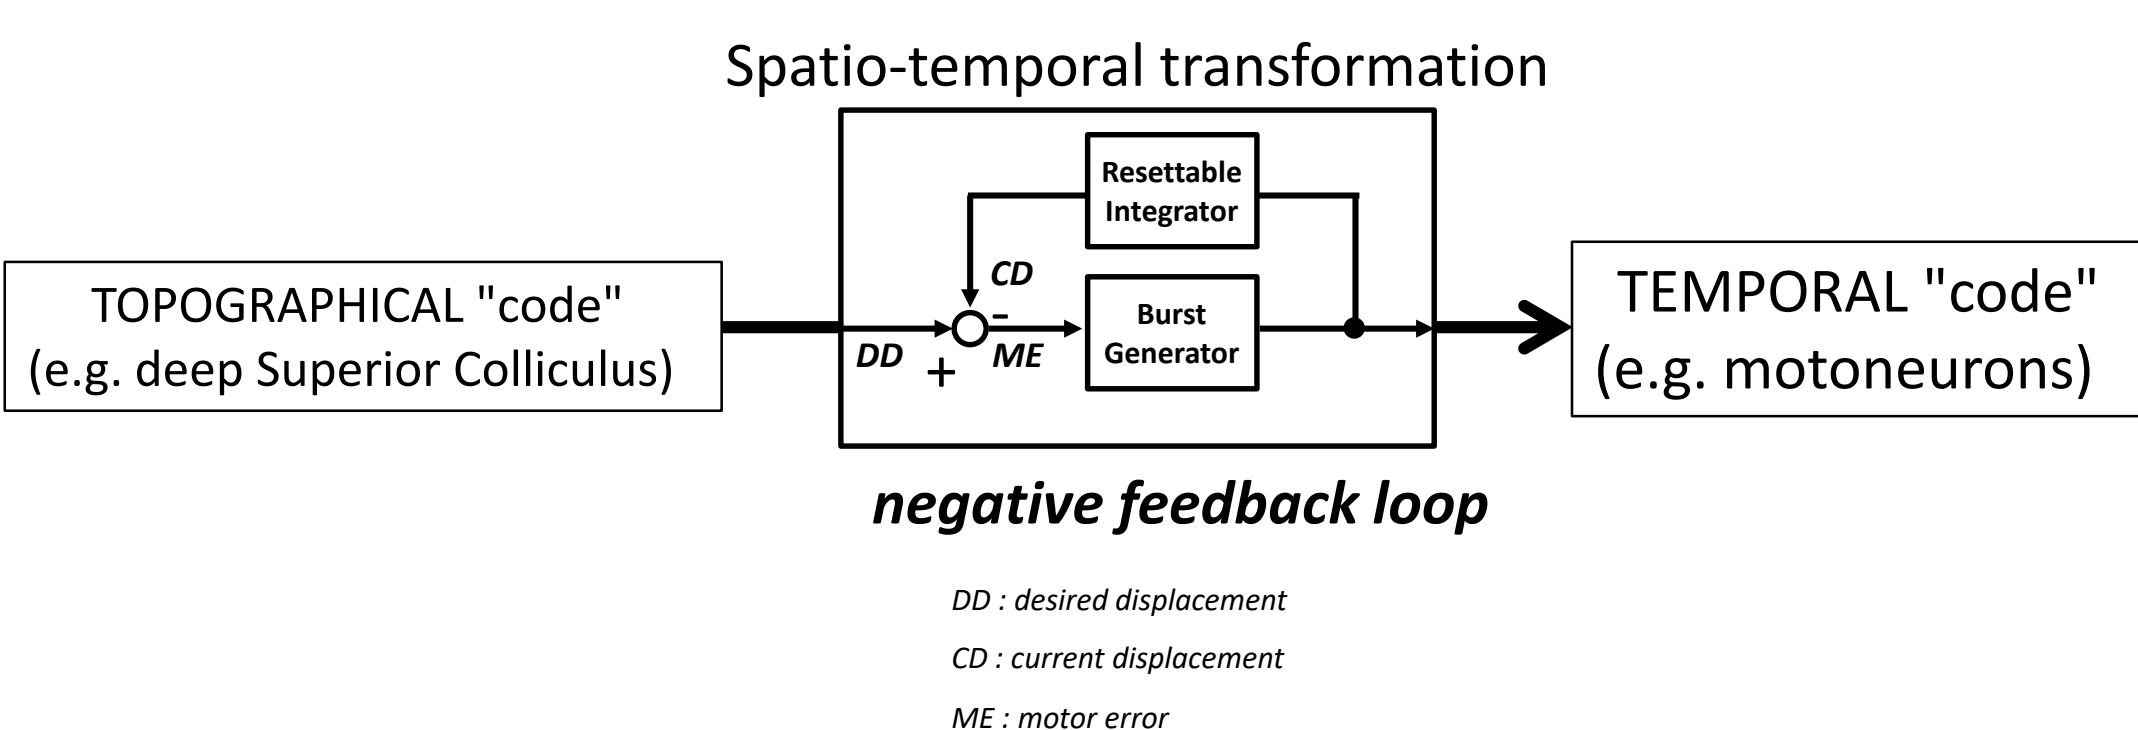 Spatio-temporal transformation
Resettable
Integrator
CD
-
TOPOGRAPHICAL "code"
(e.g. deep Superior Colliculus)
DD
+
ME
Burst
Generator
TEMPORAL "code"
(e.g. motoneurons)
negative feedback loop
DD : desired displacement
CD : current displacement
ME : motor error